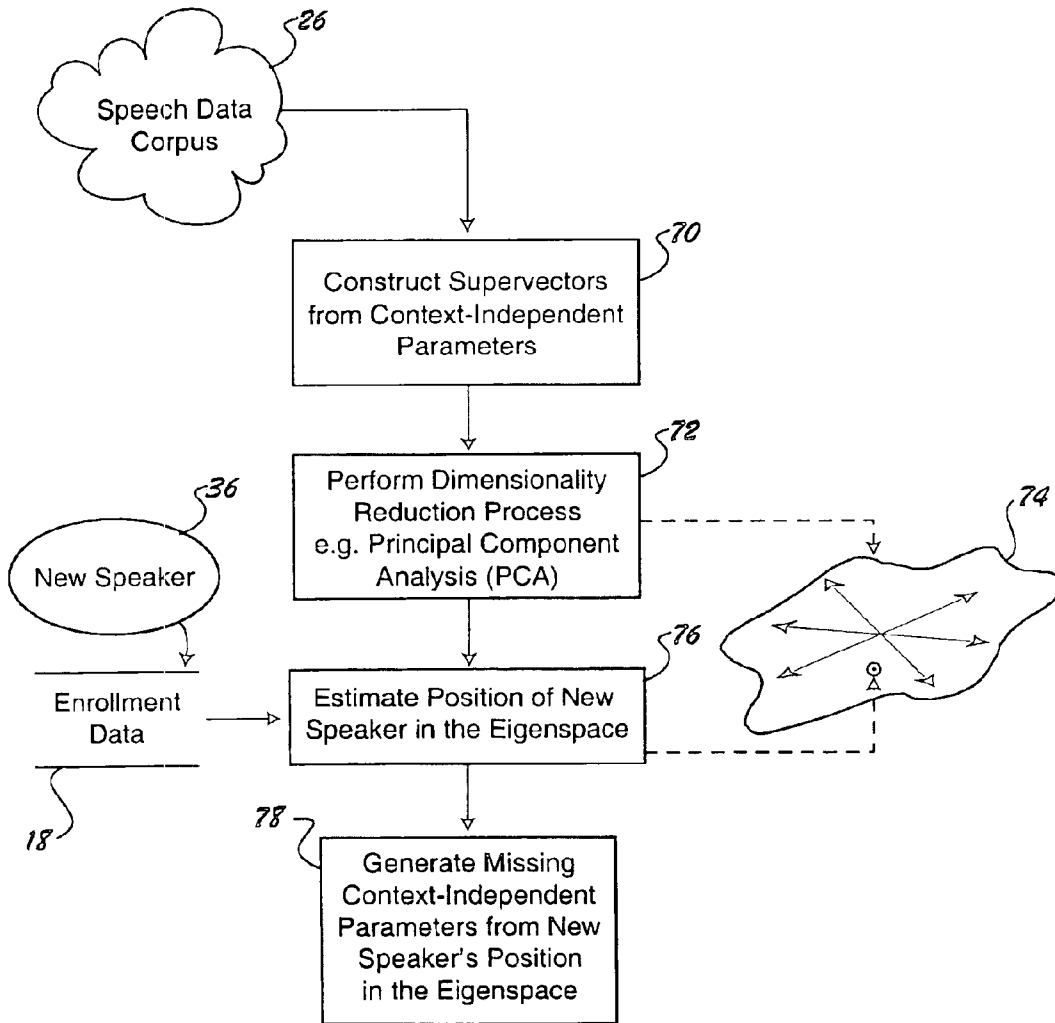 26
Speech Data
Corpus
70
Construct Supervectors
from Context-Independent
Parameters
72
Perform Dimensionality
Reduction Process
e.g. Principal Component
Analysis (PCA)
74
36
New Speaker
76
Enrollment
Data
Estimate Position of New
Speaker in the Eigenspace
18
78
Generate Missing
Context-Independent
Parameters from New
Speaker's Position
in the Eigenspace